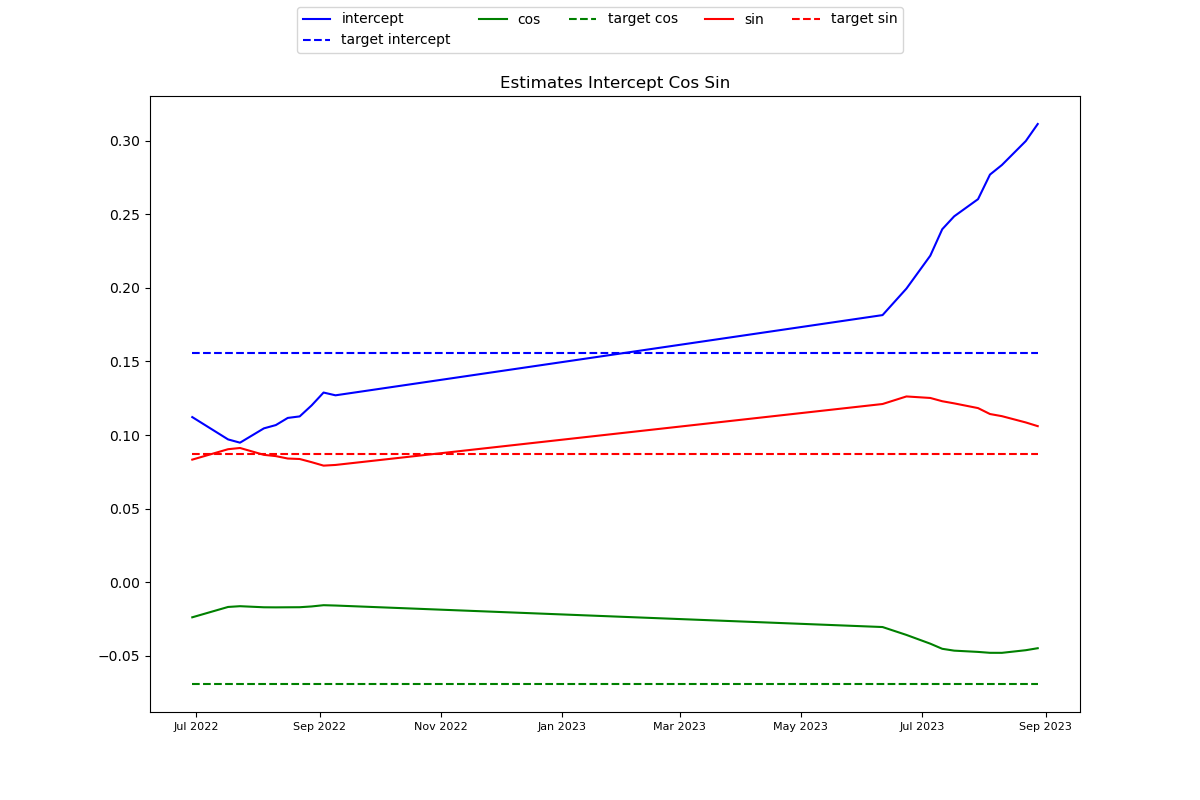 intercept cos target cos sin target sin
target intercept
Estimates Intercept Cos Sin
0.30
0.25
0.20
0.15
0.10
0.05
0.00
−0.05
Jul 2022 Sep 2022 Nov 2022 Jan 2023 Mar 2023 May 2023 Jul 2023 Sep 2023